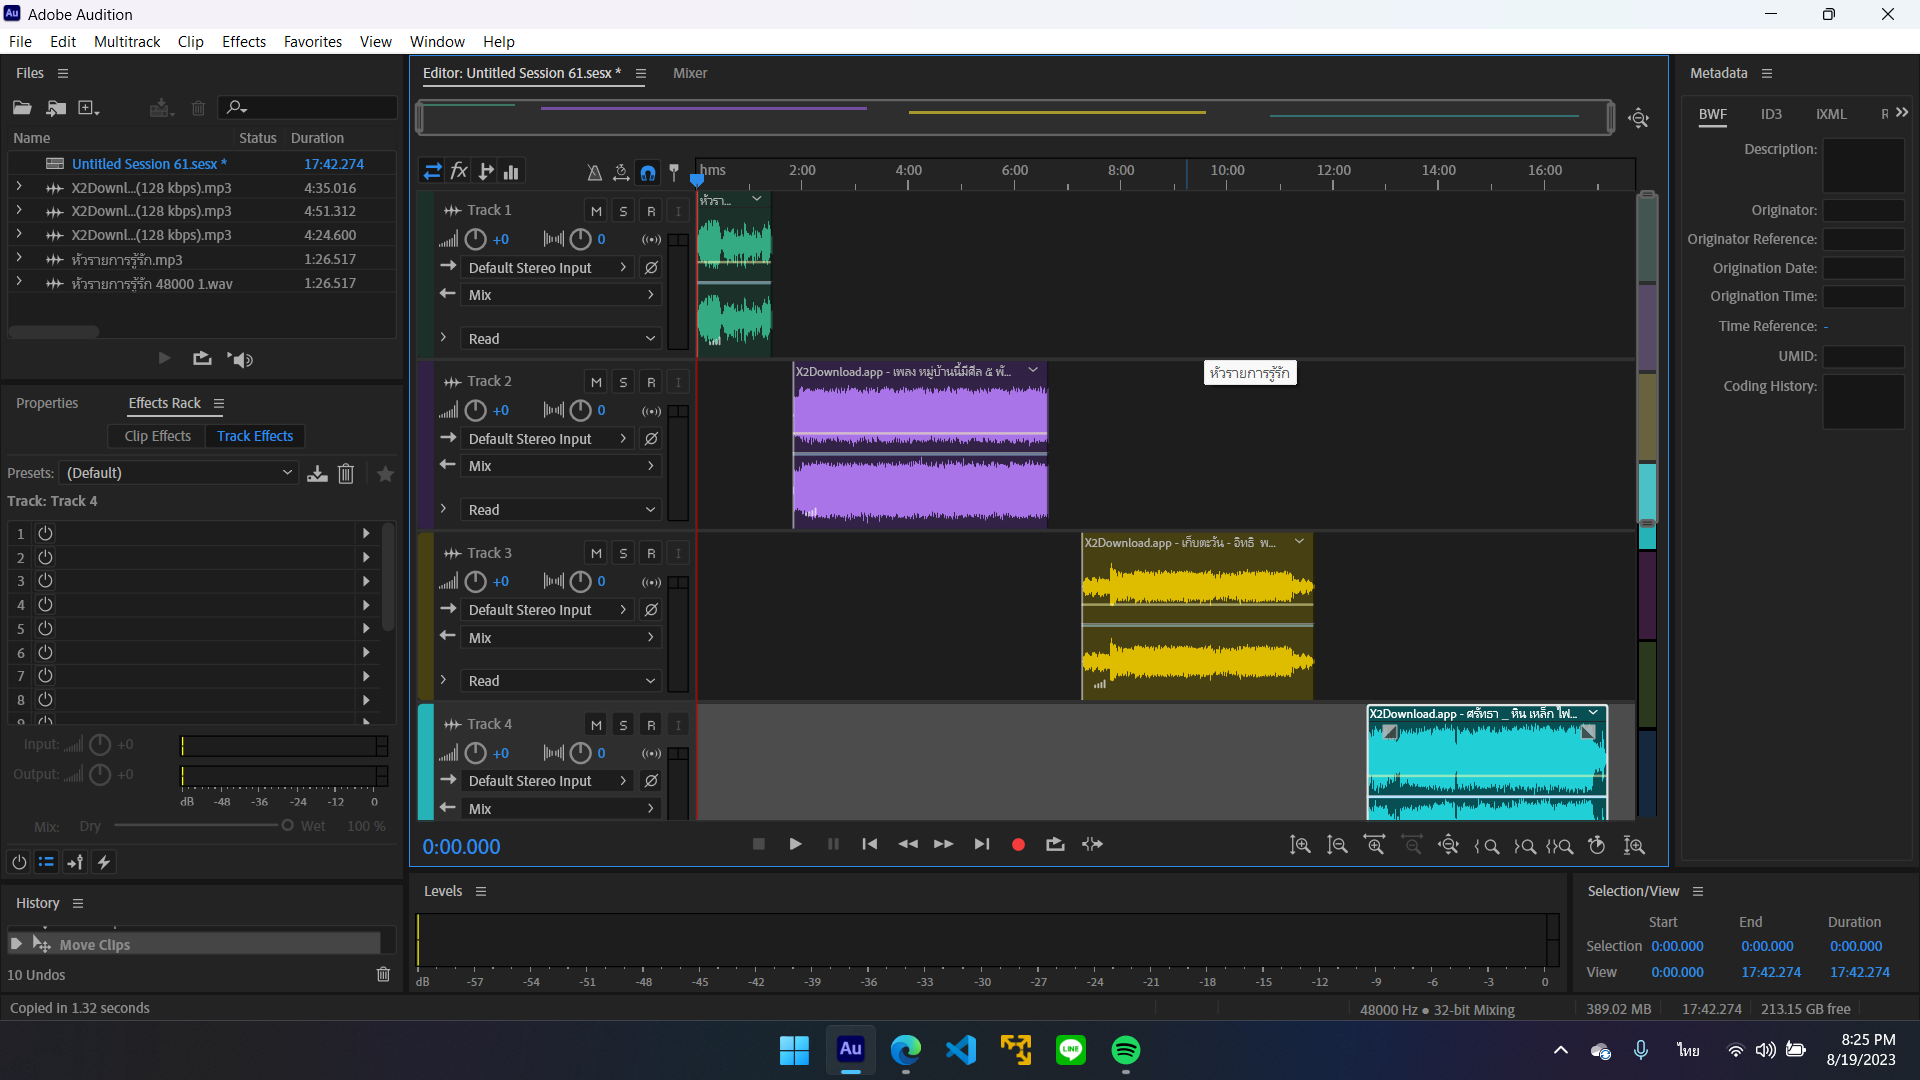 Adobe Audition
File Edit Multitrack Clip Effects Favorites View Window Help
Files
Name Status Duration
Untitled Session 61.sesx * 17:42.274
X2Downl...(128 kbps).mp3 4:35.016
X2Downl...(128 kbps).mp3 4:51.312
X2Downl...(128 kbps).mp3 4:24.600
หัวรายการรู้รัก.mp3 1:26.517
หัวรายการรู้รัก 48000 1.wav 1:26.517
Properties Effects Rack
Clip Effects Track Effects
Presets: (Default)
Track: Track 4
1
2
3
4
5
6
7
8
9
Input: +0
Output: +0
dB -48 -36 -24 -12 0
Mix: Dry Wet 100 %
History
Move Clips
10 Undos
Copied in 1.32 seconds
Editor: Untitled Session 61.sesx * Mixer
fx
hms 2:00 4:00 6:00 8:00 10:00 12:00 14:00 16:00
Track 1 M S R I
+0 0
Default Stereo Input
Mix
Read
หัวรา...
Track 2 M S R I
+0 0
Default Stereo Input
Mix
Read
X2Download.app - เพลง หมู่บ้านนี้มีศีล ๕ พั...
หัวรายการรู้รัก
Track 3 M S R I
+0 0
Default Stereo Input
Mix
Read
X2Download.app - เก็บตะวัน - อิทธิ พ...
Track 4 M S R I
+0 0
Default Stereo Input
Mix
X2Download.app - ศรัทธา _ หิน เหล็ก ไฟ...
0:00.000
Levels
dB -57 -54 -51 -48 -45 -42 -39 -36 -33 -30 -27 -24 -21 -18 -15 -12 -9 -6 -3 0
48000 Hz ● 32-bit Mixing 389.02 MB 17:42.274 213.15 GB free
Metadata
BWF ID3 IXML R
Description:
Originator:
Originator Reference:
Origination Date:
Origination Time:
Time Reference: -
UMID:
Coding History:
Selection/View
Start End Duration
Selection 0:00.000 0:00.000 0:00.000
View 0:00.000 17:42.274 17:42.274
Au
LINE
ไทย
8:25 PM
8/19/2023